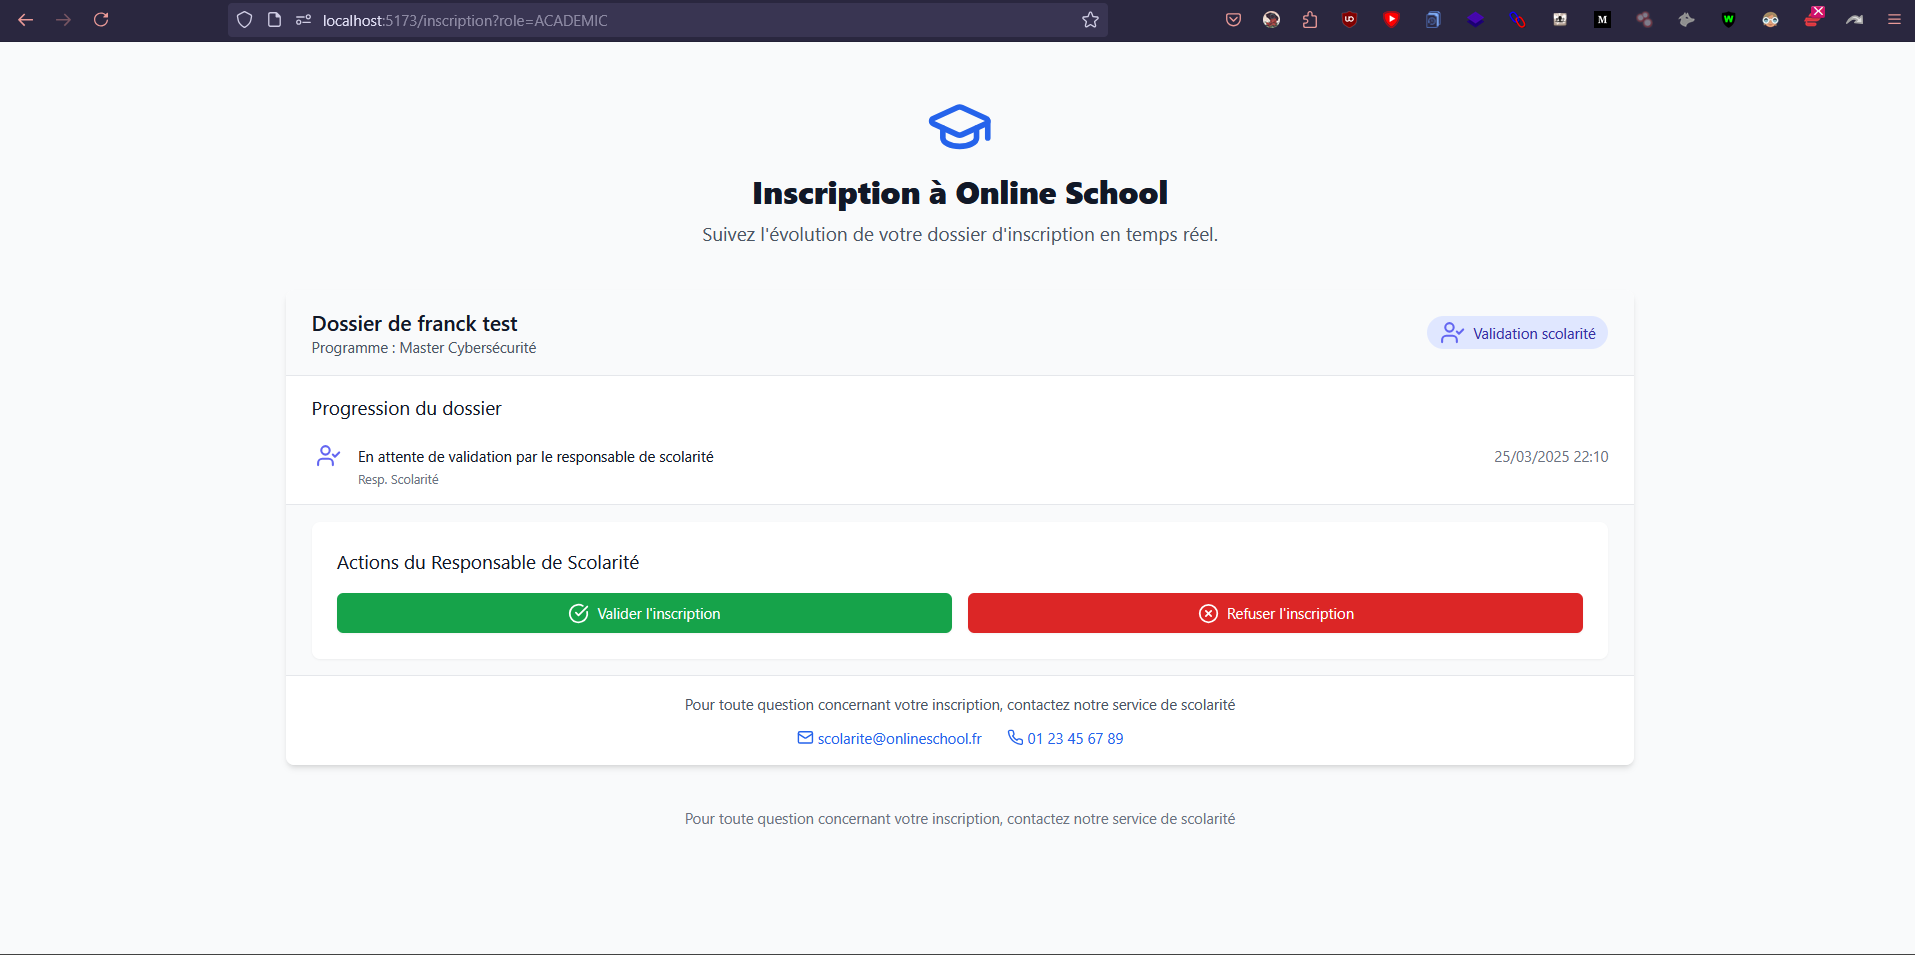 localhost:5173/inscription?role=ACADEMIC
Inscription à Online School
Suivez l'évolution de votre dossier d'inscription en temps réel.
Dossier de franck test
Programme : Master Cybersécurité
Validation scolarité
Progression du dossier
En attente de validation par le responsable de scolarité
25/03/2025 22:10
Resp. Scolarité
Actions du Responsable de Scolarité
Valider l'inscription
Refuser l'inscription
Pour toute question concernant votre inscription, contactez notre service de scolarité
scolarite@onlineschool.fr
01 23 45 67 89
Pour toute question concernant votre inscription, contactez notre service de scolarité